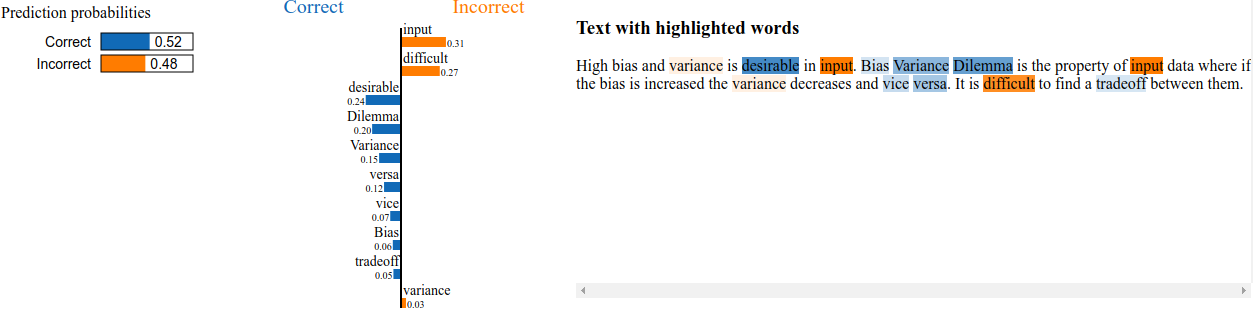 Prediction probabilities
Correct 0.52
Incorrect 0.48
Correct Incorrect
input
0.31
difficult
0.27
desirable
0.24
Dilemma
0.20
Variance
0.15
versa
0.12
vice
0.07
Bias
0.06
tradeoff
0.05
variance
0.03
Text with highlighted words
High bias and variance is desirable in input. Bias Variance Dilemma is the property of input data where if
the bias is increased the variance decreases and vice versa. It is difficult to find a tradeoff between them.